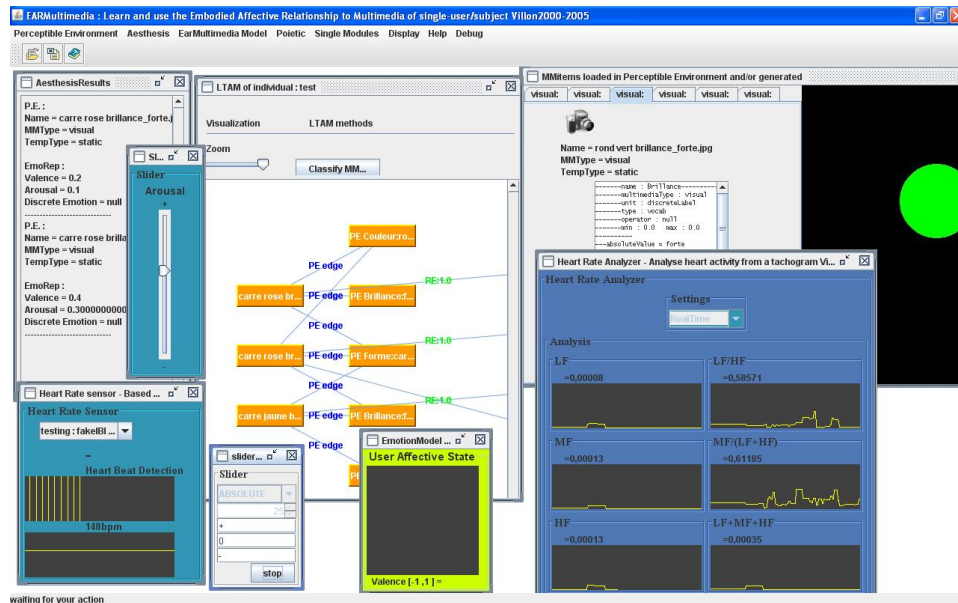 EARMultimedia : Learn and use the Embodied Affective Relationship to Multimedia of single-user/subject Villon2000-2005
Perceptible Environment Aesthesis EarMultimedia Model Poietic Single Modules Display Help Debug
AesthesisResults
P.E. :
Name = carre rose brillance_forte.j
MMType = visual
TempType = static
EmoRep :
Valence = 0.2
Arousal = 0.1
Discrete Emotion = null
------------------------------
P.E. :
Name = carre rose brilla
MMType = visual
TempType = static
EmoRep :
Valence = 0.4
Arousal = 0.3000000000
Discrete Emotion = null
------------------------------
SL...
Slider
Arousal
+
-
LTAM of individual : test
Visualization LTAM methods
Zoom
Classify MM...
PE Couleur:ro...
PE edge
RE:1.0
carre rose br... PE edge PE Brillance:f...
PE edge
RE:1.0
carre rose br... PE edge PE Forme:car...
PE edge
RE:1.0
carre jaune b... PE edge PE Brillance:f...
PE edge
MMitems loaded in Perceptible Environment and/or generated
visual: visual: visual: visual: visual: visual:
Name = rond vert brillance_forte.jpg
MMType = visual
TempType = static
-------name : Brillance---------
-------multimediaType : visual
-------unit : discreteLabel
-------type : vocab
-------operator : null
-------min : 0.0 max : 0.0
----------
---absoluteValue = forte
Heart Rate sensor - Based ...
Heart Rate Sensor
testing : fakeIBI ...
-
Heart Beat Detection
148bpm
slider...
Slider
ABSOLUTE
25
+
0
-
stop
EmotionModel ...
User Affective State
Valence [-1 ,1 ] =
Heart Rate Analyzer - Analyse heart activity from a tachogram Vi...
Heart Rate Analyzer
Settings
RealTime
Analysis
LF LF/HF
=0,00008 =0,58571
MF MF/(LF+HF)
=0,00013 =0,61185
HF LF+MF+HF
=0,00013 =0,00035
waiting for your action